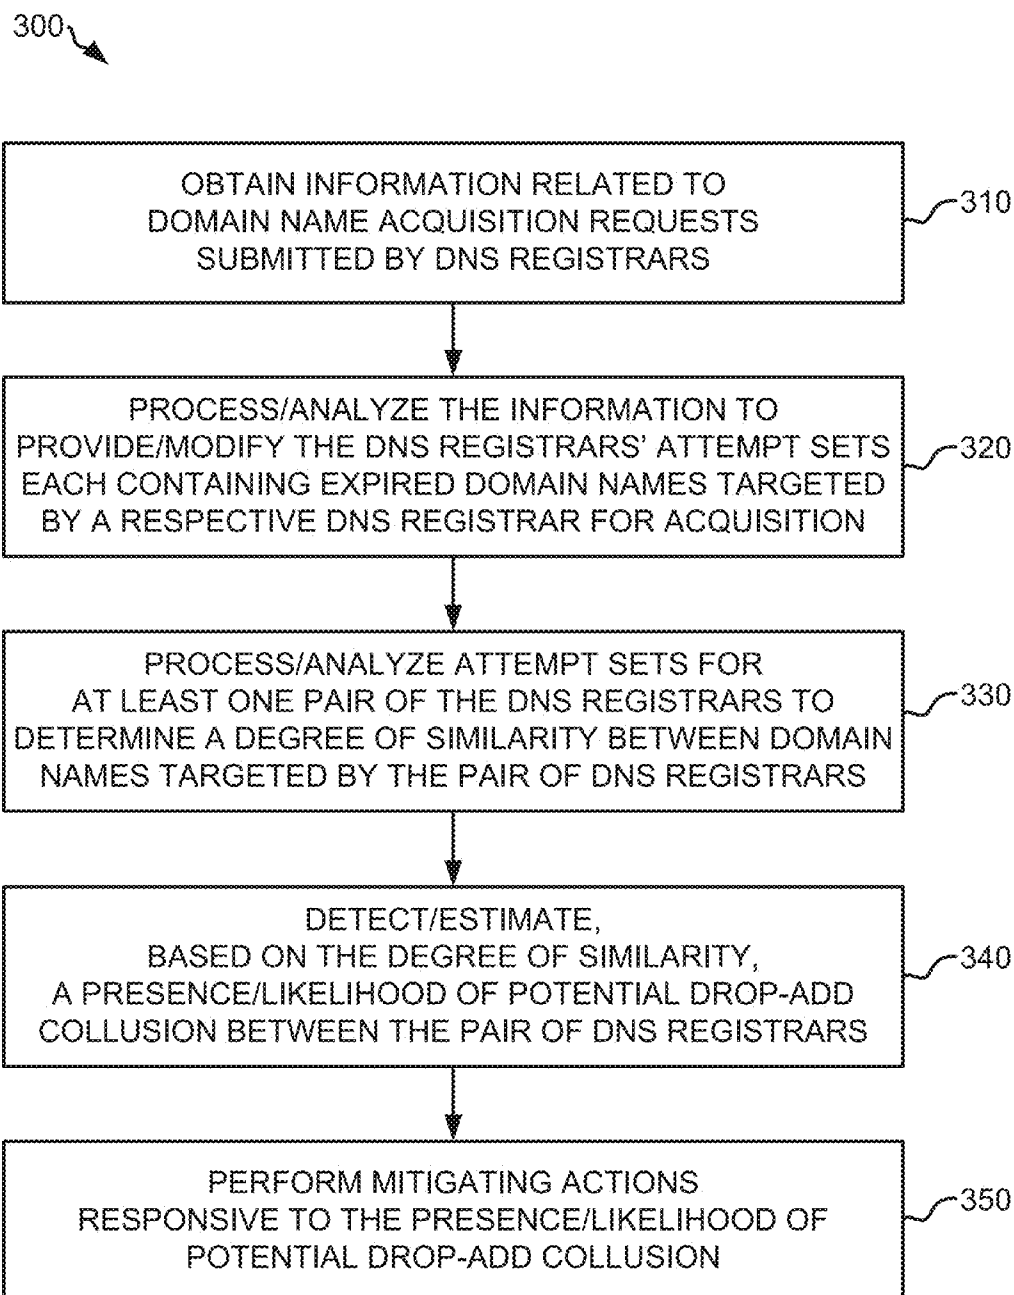 300
OBTAIN INFORMATION RELATED TO
DOMAIN NAME ACQUISITION REQUESTS
SUBMITTED BY DNS REGISTRARS
310
PROCESS/ANALYZE THE INFORMATION TO
PROVIDE/MODIFY THE DNS REGISTRARS' ATTEMPT SETS
EACH CONTAINING EXPIRED DOMAIN NAMES TARGETED
BY A RESPECTIVE DNS REGISTRAR FOR ACQUISITION
320
PROCESS/ANALYZE ATTEMPT SETS FOR
AT LEAST ONE PAIR OF THE DNS REGISTRARS TO
DETERMINE A DEGREE OF SIMILARITY BETWEEN DOMAIN
NAMES TARGETED BY THE PAIR OF DNS REGISTRARS
330
DETECT/ESTIMATE,
BASED ON THE DEGREE OF SIMILARITY,
A PRESENCE/LIKELIHOOD OF POTENTIAL DROP-ADD
COLLUSION BETWEEN THE PAIR OF DNS REGISTRARS
340
PERFORM MITIGATING ACTIONS
RESPONSIVE TO THE PRESENCE/LIKELIHOOD OF
POTENTIAL DROP-ADD COLLUSION
350